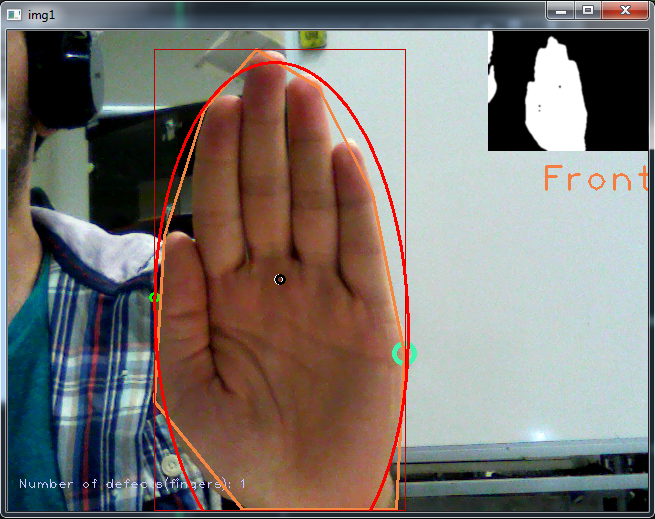 img1
Front
Number of defects(fingers): 1